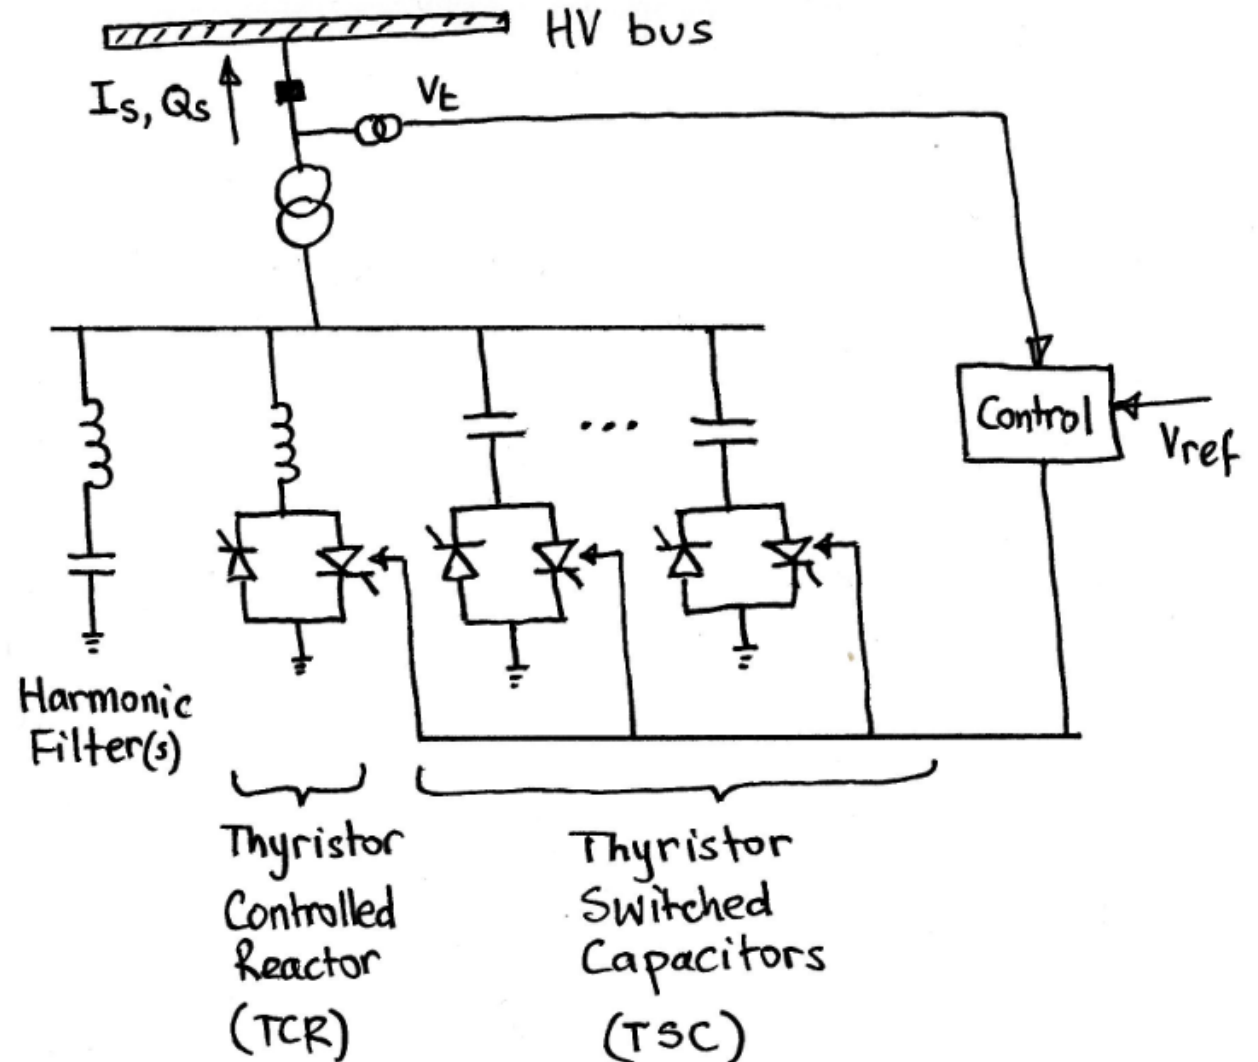 HV bus
Is, Qs
Vt
Control
Vref
Harmonic
Filter(s)
Thyristor
Controlled
Reactor
(TCR)
Thyristor
Switched
Capacitors
(TSC)